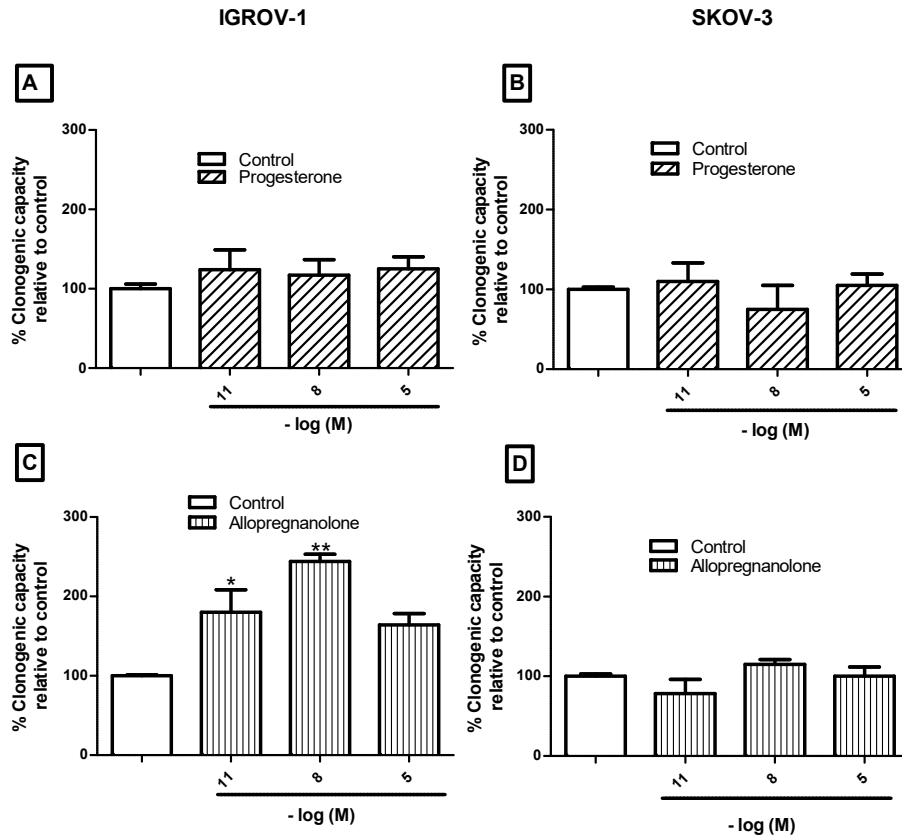 IGROV-1
SKOV-3
A
% Clonogenic capacity
relative to control
300
200
100
0
Control
Progesterone
11
8
5
- log (M)
B
% Clonogenic capacity
relative to control
300
200
100
0
Control
Progesterone
11
8
5
- log (M)
C
% Clonogenic capacity
relative to control
300
200
100
0
Control
Allopregnanolone
*
**
11
8
5
- log (M)
D
% Clonogenic capacity
relative to control
300
200
100
0
Control
Allopregnanolone
11
8
5
- log (M)